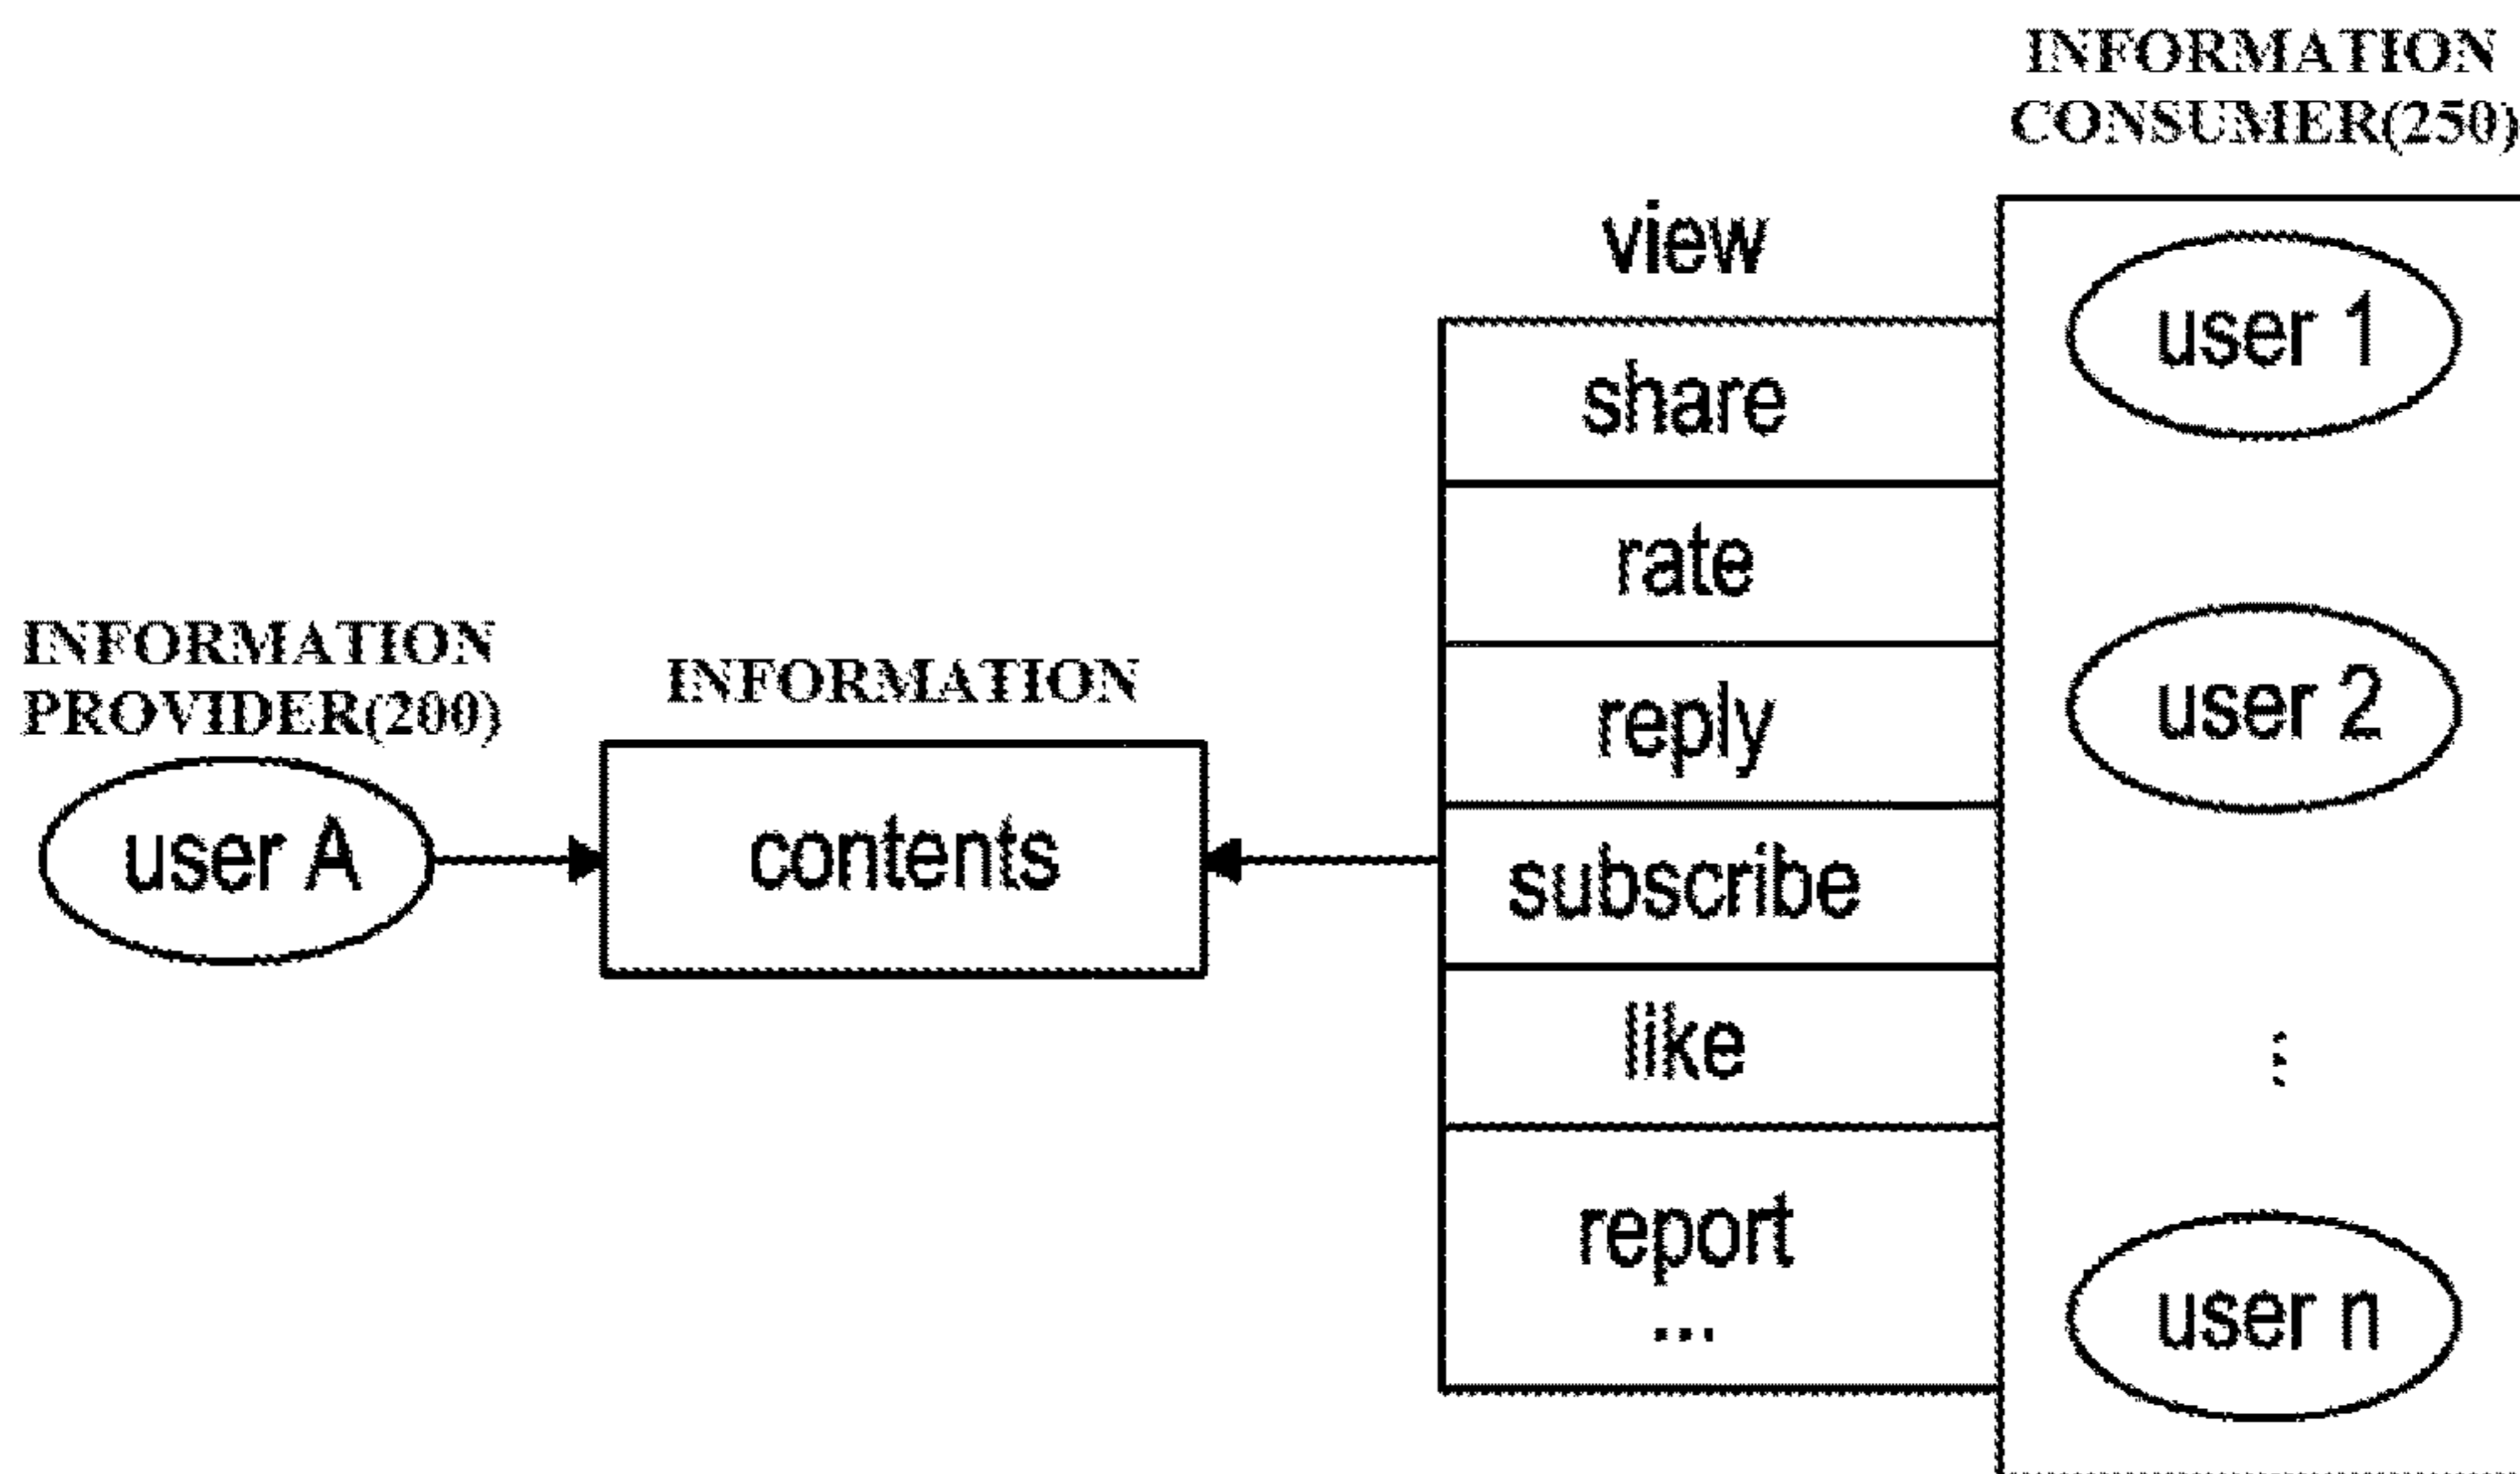 INFORMATION
CONSUMER(250)
view
share
rate
reply
subscribe
like
report
...
user 1
user 2
user n
INFORMATION
PROVIDER(200)
user A
INFORMATION
contents